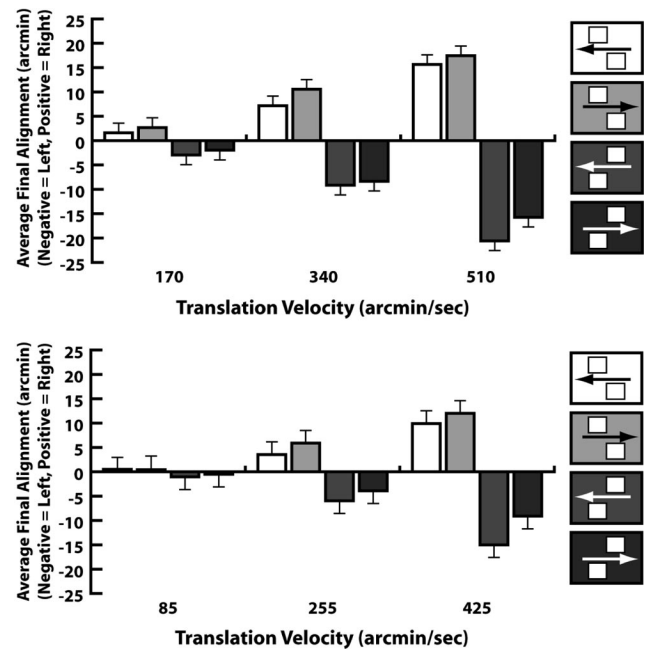 Average Final Alignment (arcmin)
(Negative = Left, Positive = Right)
25
20
15
10
5
0
-5
-10
-15
-20
-25
170 340 510
Translation Velocity (arcmin/sec)
Average Final Alignment (arcmin)
(Negative = Left, Positive = Right)
25
20
15
10
5
0
-5
-10
-15
-20
-25
85 255 425
Translation Velocity (arcmin/sec)